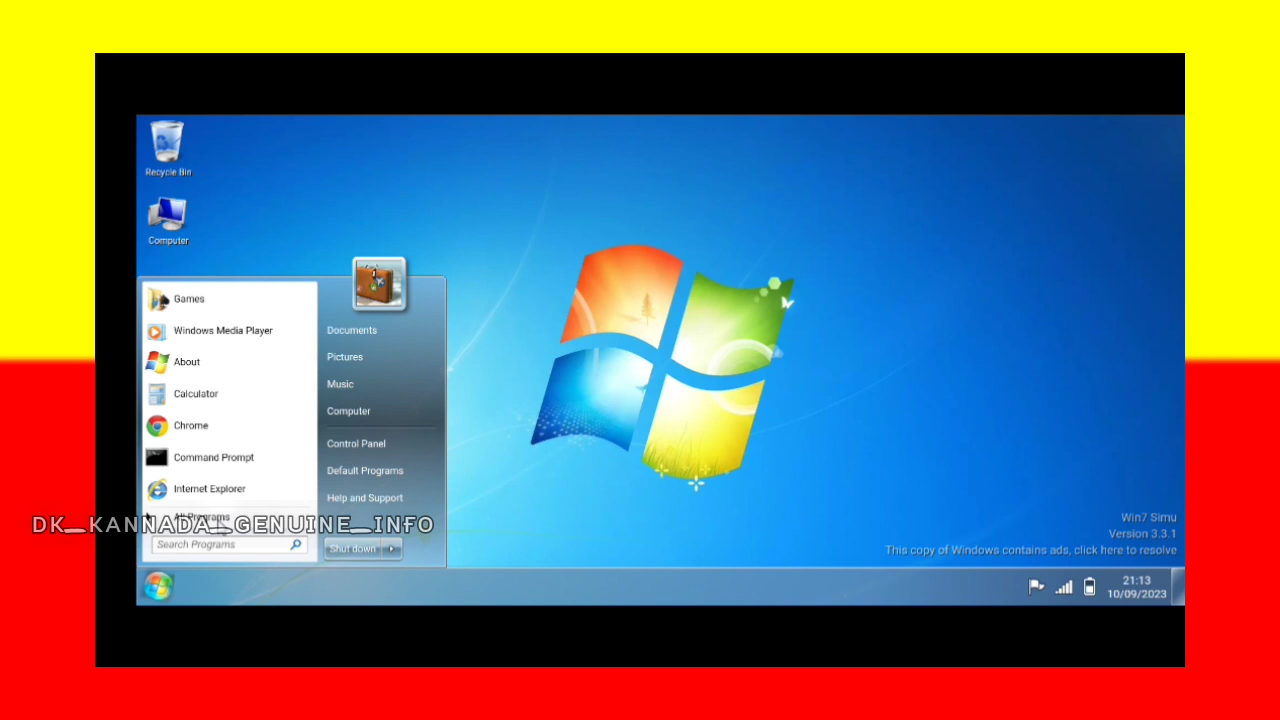 Recycle Bin
Computer
Games
Windows Media Player
About
Calculator
Chrome
Command Prompt
Internet Explorer
All Programs
Search Programs
Documents
Pictures
Music
Computer
Control Panel
Default Programs
Help and Support
Shut down
DK_KANNADA_GENUINE_INFO
Win7 Simu
Version 3.3.1
This copy of Windows contains ads, click here to resolve
21:13
10/09/2023